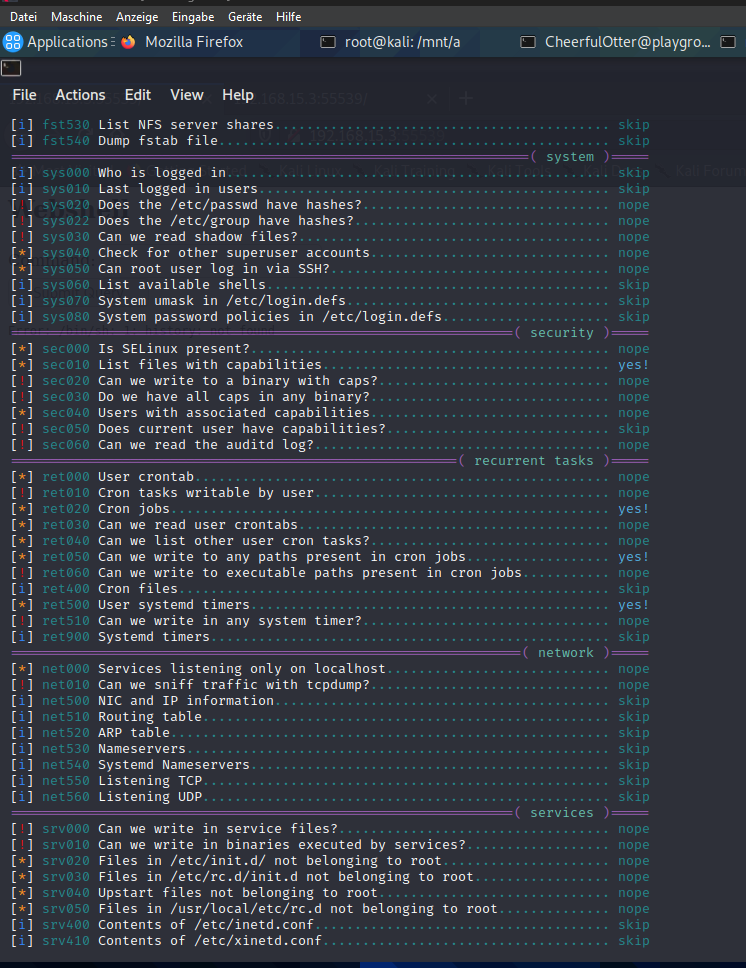 Datei Maschine Anzeige Eingabe Geräte Hilfe
Applications Mozilla Firefox root@kali: /mnt/a CheerfulOtter@playgro...
File Actions Edit View Help
[i] fst530 List NFS server shares.......................................... skip
[i] fst540 Dump fstab file................................................. skip
( system )
[i] sys000 Who is logged in................................................ skip
[i] sys010 Last logged in users............................................ skip
[!] sys020 Does the /etc/passwd have hashes?............................... nope
[!] sys022 Does the /etc/group have hashes?................................ nope
[!] sys030 Can we read shadow files?....................................... nope
[*] sys040 Check for other superuser accounts.............................. nope
[*] sys050 Can root user log in via SSH?................................... nope
[i] sys060 List available shells........................................... skip
[i] sys070 System umask in /etc/login.defs................................. skip
[i] sys080 System password policies in /etc/login.defs..................... skip
( security )
[*] sec000 Is SELinux present?............................................. nope
[*] sec010 List files with capabilities.................................... yes!
[!] sec020 Can we write to a binary with caps?............................. nope
[!] sec030 Do we have all caps in any binary?.............................. nope
[*] sec040 Users with associated capabilities.............................. nope
[!] sec050 Does current user have capabilities?............................ skip
[!] sec060 Can we read the auditd log?..................................... nope
( recurrent tasks )
[*] ret000 User crontab.................................................... nope
[!] ret010 Cron tasks writable by user..................................... nope
[*] ret020 Cron jobs....................................................... yes!
[*] ret030 Can we read user crontabs....................................... nope
[*] ret040 Can we list other user cron tasks?.............................. nope
[*] ret050 Can we write to any paths present in cron jobs.................. yes!
[!] ret060 Can we write to executable paths present in cron jobs........... nope
[i] ret400 Cron files...................................................... skip
[*] ret500 User systemd timers............................................. yes!
[!] ret510 Can we write in any system timer?............................... nope
[i] ret900 Systemd timers.................................................. skip
( network )
[*] net000 Services listening only on localhost............................ nope
[!] net010 Can we sniff traffic with tcpdump?.............................. nope
[i] net500 NIC and IP information.......................................... skip
[i] net510 Routing table................................................... skip
[i] net520 ARP table....................................................... skip
[i] net530 Nameservers..................................................... skip
[i] net540 Systemd Nameservers............................................. skip
[i] net550 Listening TCP................................................... skip
[i] net560 Listening UDP................................................... skip
( services )
[!] srv000 Can we write in service files?.................................. nope
[!] srv010 Can we write in binaries executed by services?.................. nope
[*] srv020 Files in /etc/init.d/ not belonging to root..................... nope
[*] srv030 Files in /etc/rc.d/init.d not belonging to root................. nope
[*] srv040 Upstart files not belonging to root............................. nope
[*] srv050 Files in /usr/local/etc/rc.d not belonging to root.............. nope
[i] srv400 Contents of /etc/inetd.conf..................................... skip
[i] srv410 Contents of /etc/xinetd.conf.................................... skip